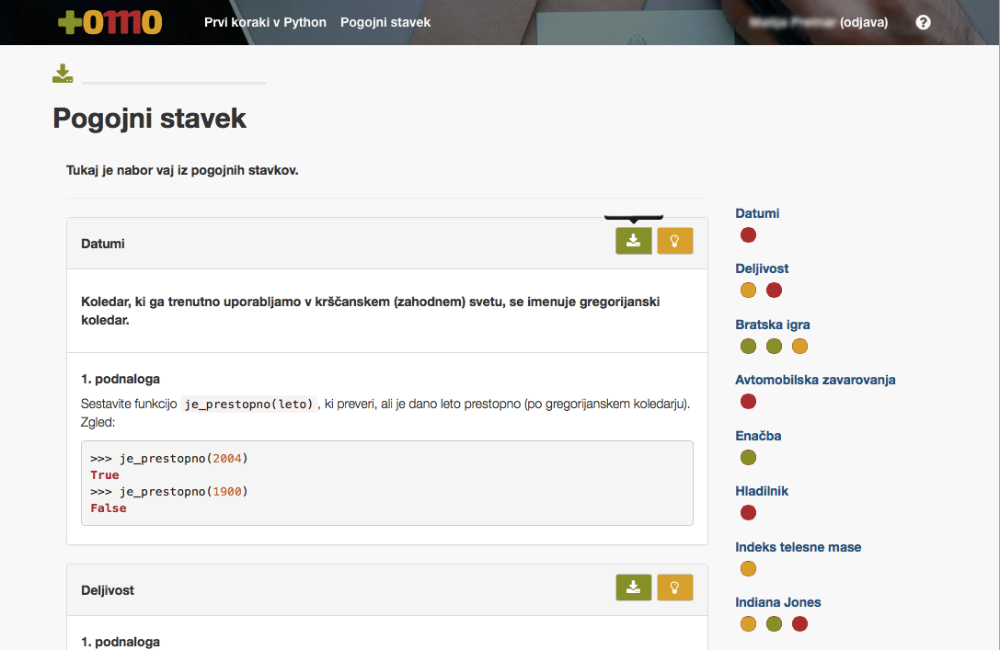 +01110
Prvi koraki v Python
Pogojni stavek
(odjava)
Pogojni stavek
Tukaj je nabor vaj iz pogojnih stavkov.
Datumi
Koledar, ki ga trenutno uporabljamo v krščanskem (zahodnem) svetu, se imenuje gregorijanski
koledar.
1. podnaloga
Sestavite funkcijo je_prestopno(leto) , ki preveri, ali je dano leto prestopno (po gregorijanskem koledarju).
Zgled:
>>> je_prestopno(2004)
True
>>> je_prestopno(1900)
False
Deljivost
1. podnaloga
Datumi
Deljivost
Bratska igra
Avtomobilska zavarovanja
Enačba
Hladilnik
Indeks telesne mase
Indiana Jones